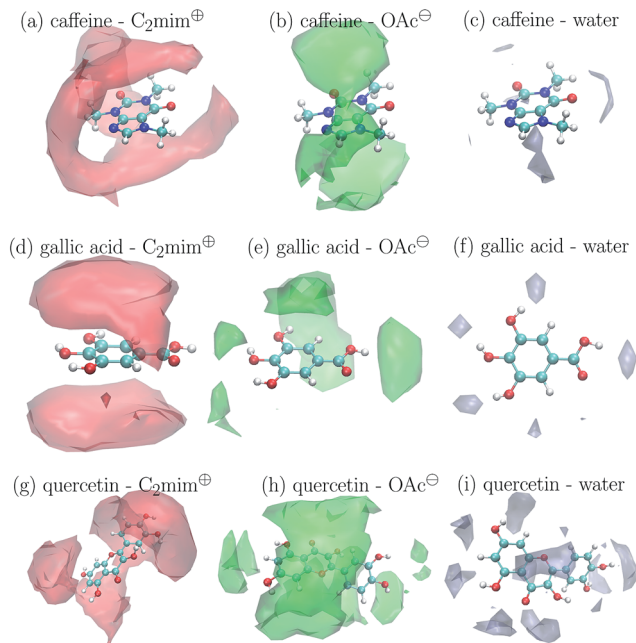 (a) caffeine - C₂mim⊕
(b) caffeine - OAc⊖
(c) caffeine - water
(d) gallic acid - C₂mim⊕
(e) gallic acid - OAc⊖
(f) gallic acid - water
(g) quercetin - C₂mim⊕
(h) quercetin - OAc⊖
(i) quercetin - water